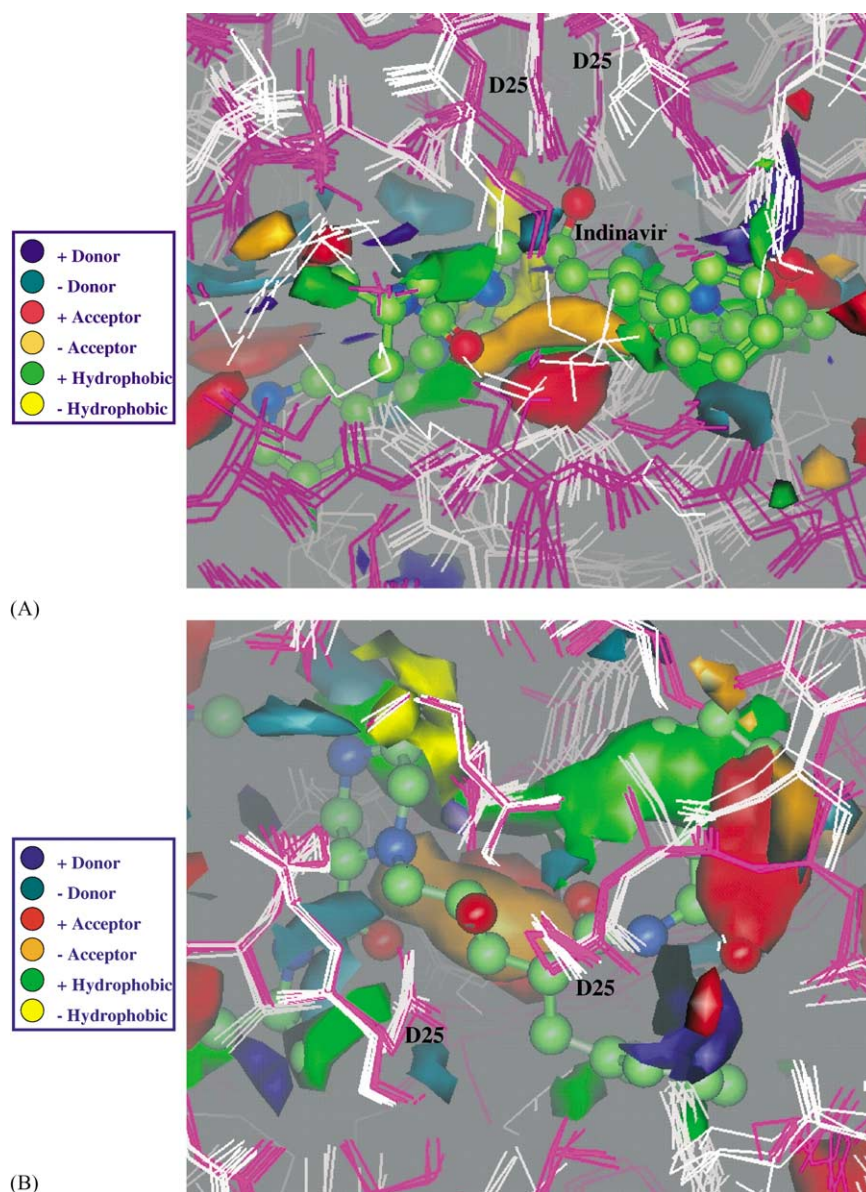 D25
D25
Indinavir
+ Donor
- Donor
+ Acceptor
- Acceptor
+ Hydrophobic
- Hydrophobic
(A)
+ Donor
- Donor
+ Acceptor
- Acceptor
+ Hydrophobic
- Hydrophobic
D25
D25
(B)